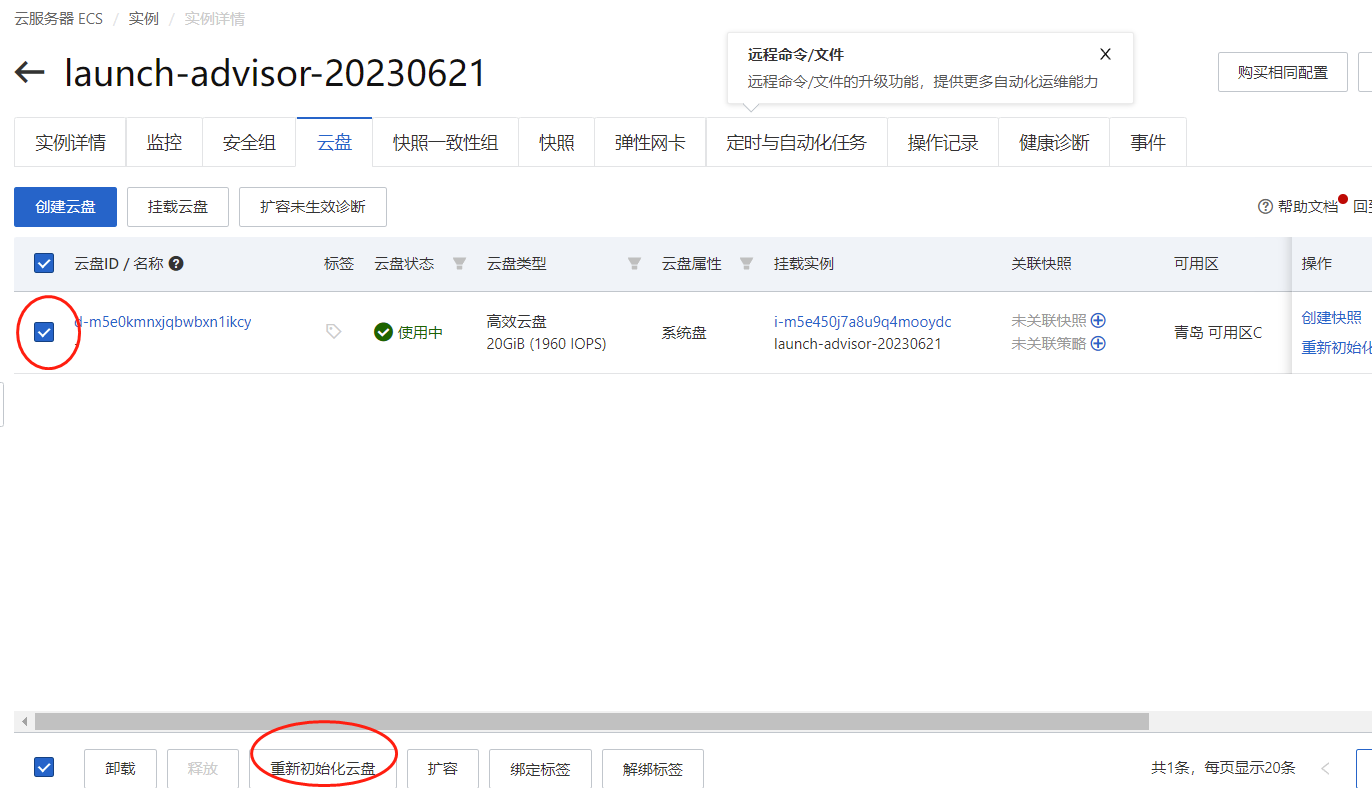 云服务器 ECS / 实例 / 实例详情
launch-advisor-20230621
远程命令/文件 X
远程命令/文件的升级功能，提供更多自动化运维能力
购买相同配置
实例详情 监控 安全组 云盘 快照一致性组 快照 弹性网卡 定时与自动化任务 操作记录 健康诊断 事件
创建云盘 挂载云盘 扩容未生效诊断 帮助文档
云盘ID / 名称 标签 云盘状态 云盘类型 云盘属性 挂载实例 关联快照 可用区 操作
d-m5e0kmnxjqbwbxn1ikcy 高效云盘 i-m5e450j7a8u9q4mooydc 未关联快照 创建快照
- 使用中 20GiB (1960 IOPS) 系统盘 launch-advisor-20230621 未关联策略 青岛 可用区C 重新初始化
卸载 释放 重新初始化云盘 扩容 绑定标签 解绑标签 共1条，每页显示20条